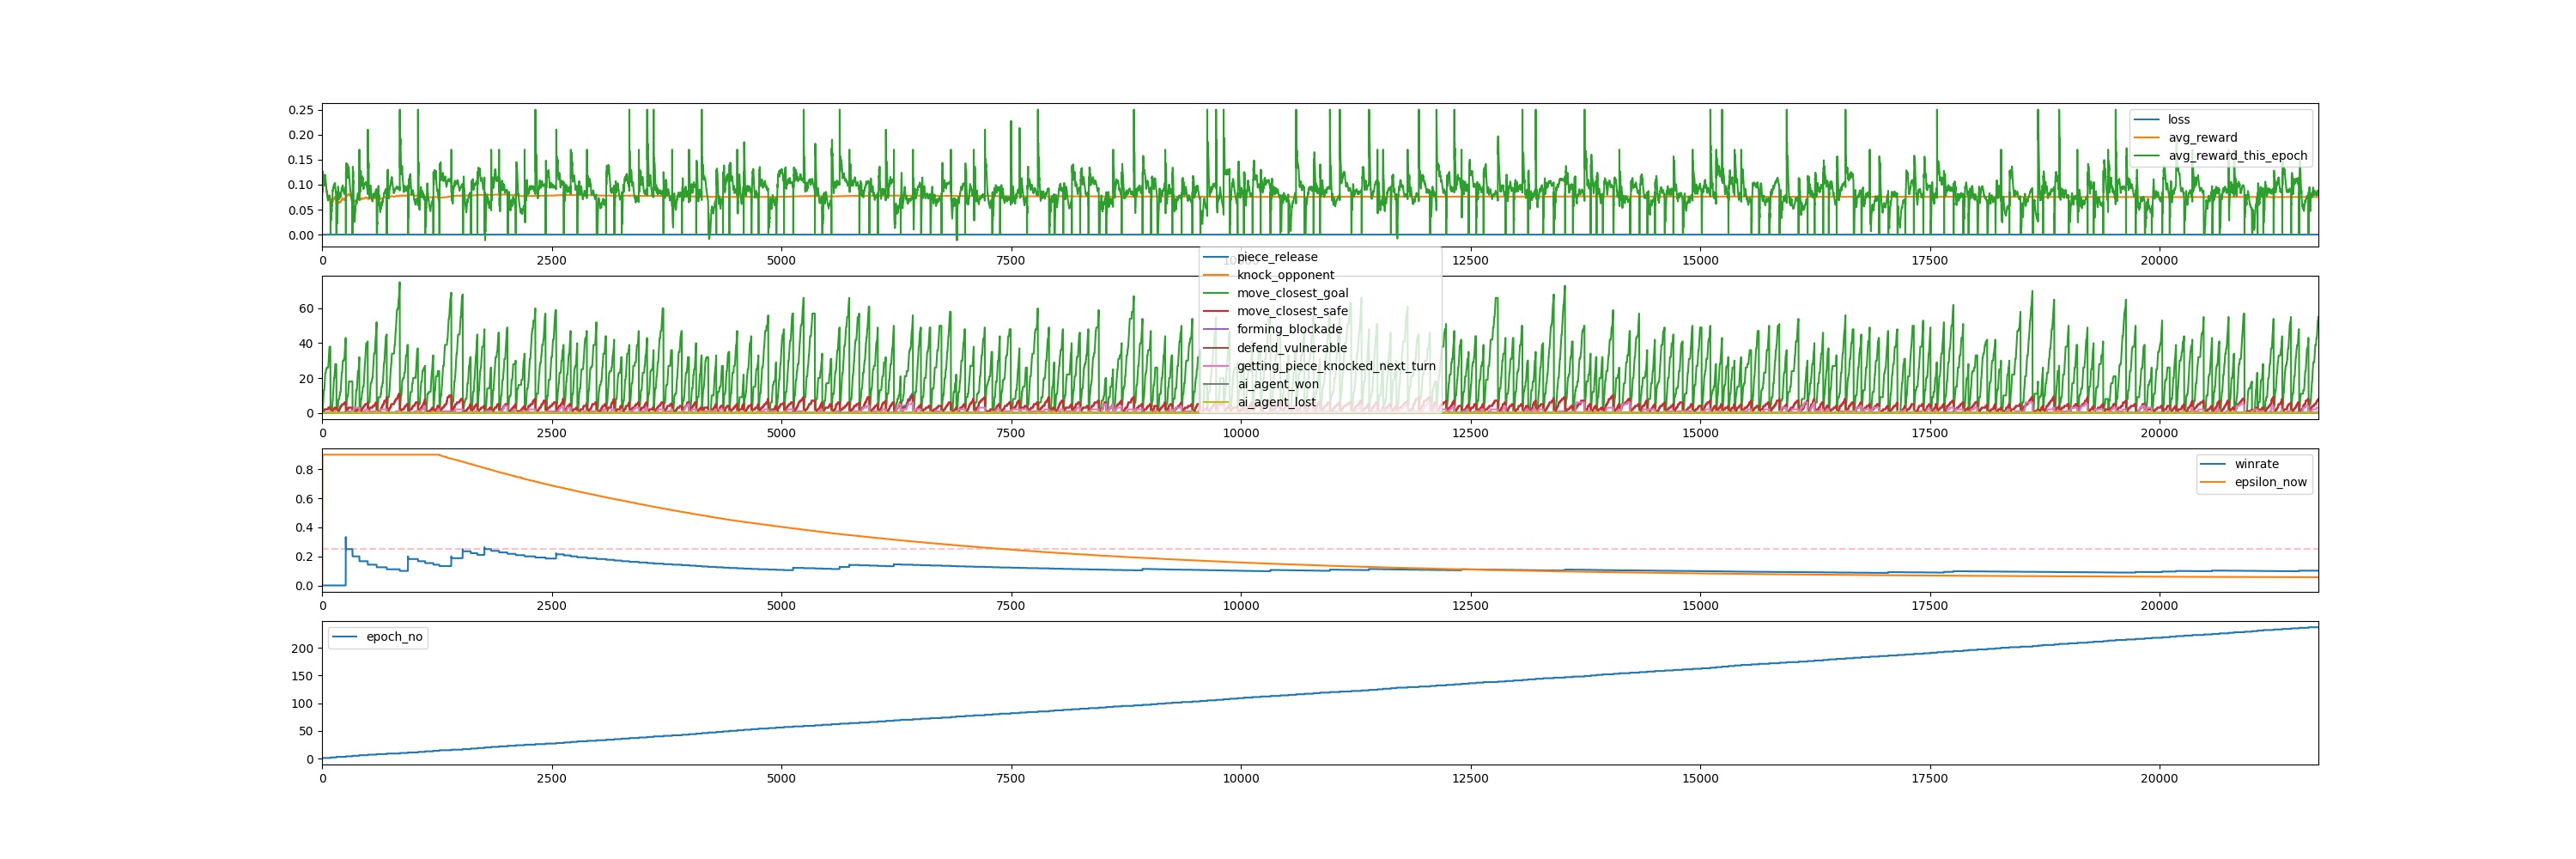 0.25
0.20
0.15
0.10
0.05
0.00
loss
avg_reward
avg_reward_this_epoch
0 2500 5000 7500 12500 15000 17500 20000
60
40
20
0
piece_release
knock_opponent
move_closest_goal
move_closest_safe
forming_blockade
defend_vulnerable
getting_piece_knocked_next_turn
ai_agent_won
ai_agent_lost
0 2500 5000 7500 10000 12500 15000 17500 20000
0.8
0.6
0.4
0.2
0.0
winrate
epsilon_now
0 2500 5000 7500 10000 12500 15000 17500 20000
epoch_no
200
150
100
50
0
0 2500 5000 7500 10000 12500 15000 17500 20000